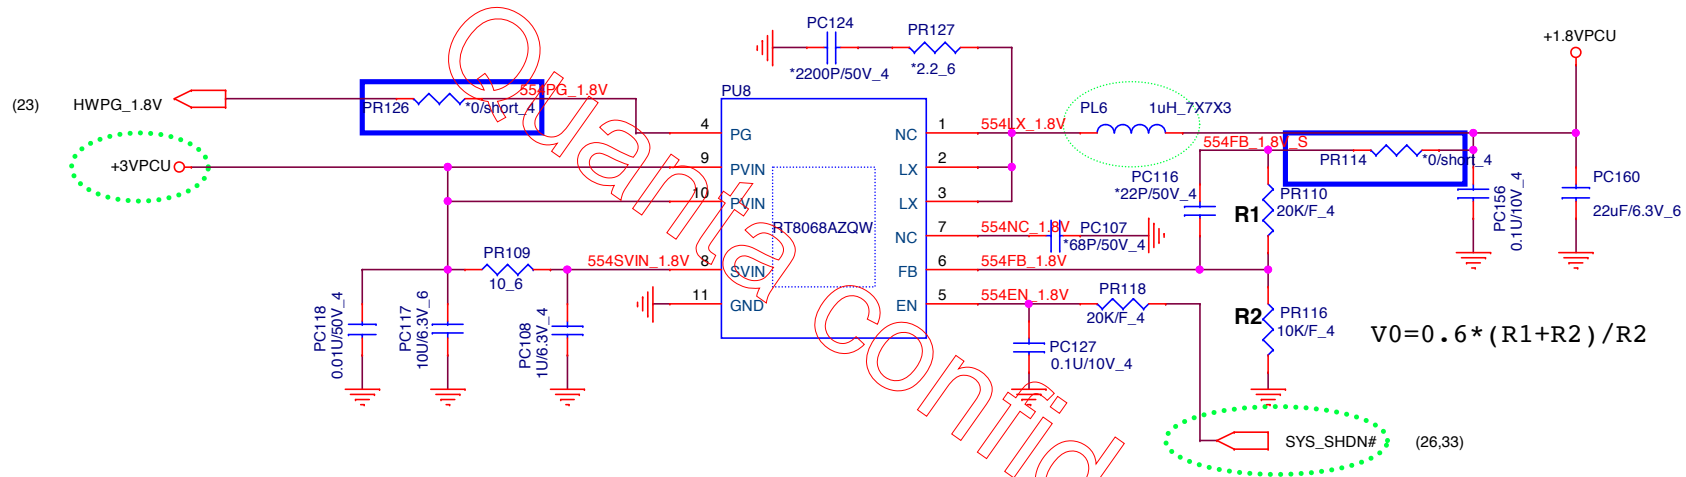 PC124
PR127
*2200P/50V_4
*2.2_6
+1.8VPCU
(23)
HWPG_1.8V
PR126
*0/short_4
554PG_1.8V
PU8
4
PG
NC
1
554LX_1.8V
PL6
1uH_7X7X3
+3VPCU
9
PVIN
LX
2
554FB_1.8V_S
PR114
*0/short_4
10
PVIN
LX
3
PC116
*22P/50V_4
R1
PR110
20K/F_4
PC156
0.1U/10V_4
PC160
22uF/6.3V_6
RT8068AZQW
NC
7
554NC_1.8V
PC107
*68P/50V_4
PR109
10_6
554SVIN_1.8V
8
SVIN
FB
6
554FB_1.8V
11
GND
EN
5
554EN_1.8V
PR118
20K/F_4
R2
PR116
10K/F_4
V0=0.6*(R1+R2)/R2
PC118
0.01U/50V_4
PC117
10U/6.3V_6
PC108
1U/6.3V_4
PC127
0.1U/10V_4
SYS_SHDN#
(26,33)
Quanta confid